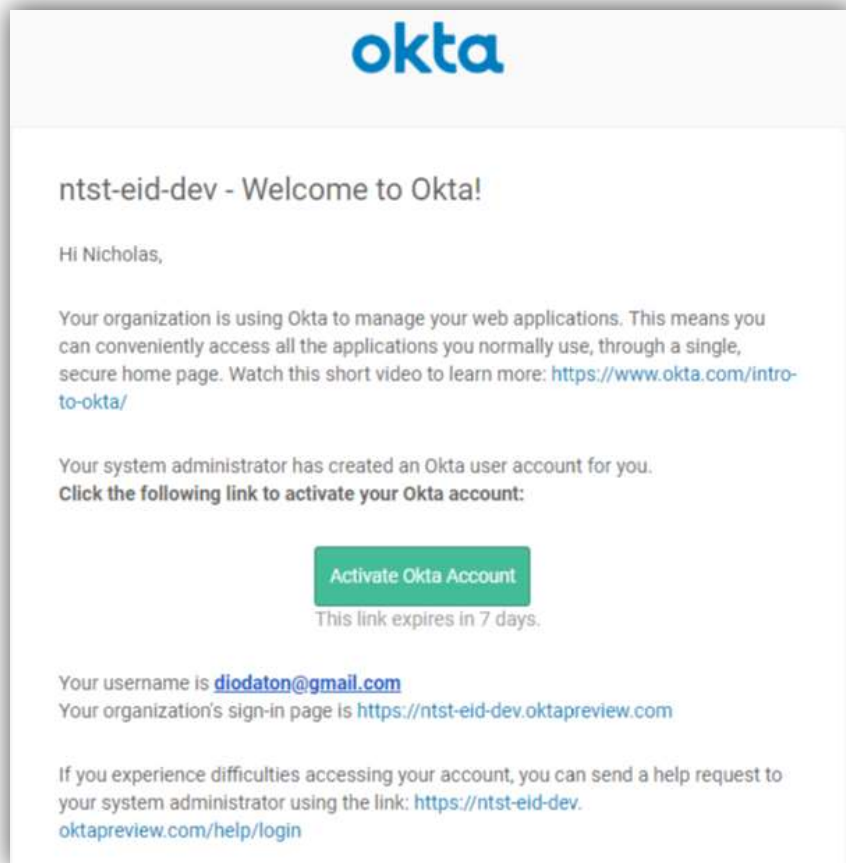 okta
ntst-eid-dev - Welcome to Okta!
Hi Nicholas,
Your organization is using Okta to manage your web applications. This means you
can conveniently access all the applications you normally use, through a single,
secure home page. Watch this short video to learn more: https://www.okta.com/intro-
to-okta/
Your system administrator has created an Okta user account for you.
Click the following link to activate your Okta account:
Activate Okta Account
This link expires in 7 days.
Your username is diodaton@gmail.com
Your organization's sign-in page is https://ntst-eid-dev.oktapreview.com
If you experience difficulties accessing your account, you can send a help request to
your system administrator using the link: https://ntst-eid-dev.
oktapreview.com/help/login